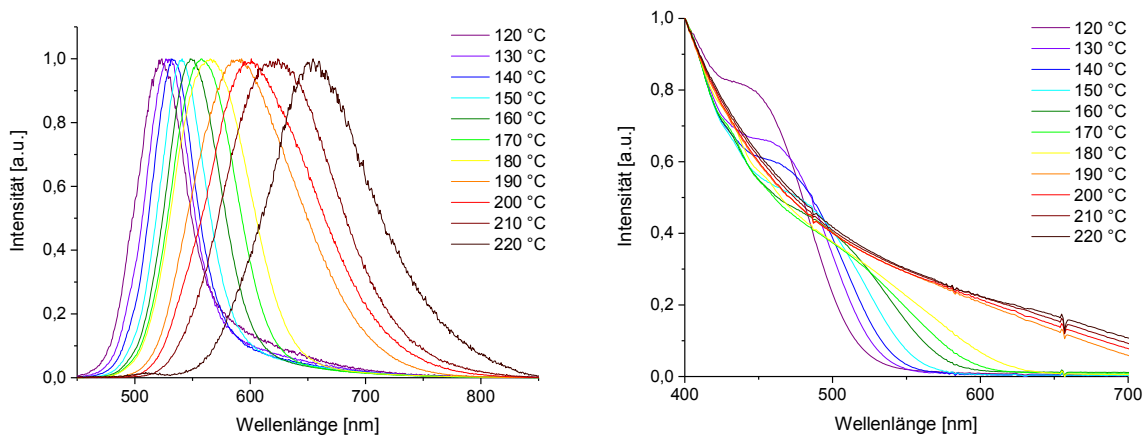 Intensität [a.u.]
1,0
0,8
0,6
0,4
0,2
0,0
500
600
700
800
Wellenlänge [nm]
120 °C
130 °C
140 °C
150 °C
160 °C
170 °C
180 °C
190 °C
200 °C
210 °C
220 °C
Intensität [a.u.]
1,0
0,8
0,6
0,4
0,2
0,0
400
500
600
700
Wellenlänge [nm]
120 °C
130 °C
140 °C
150 °C
160 °C
170 °C
180 °C
190 °C
200 °C
210 °C
220 °C